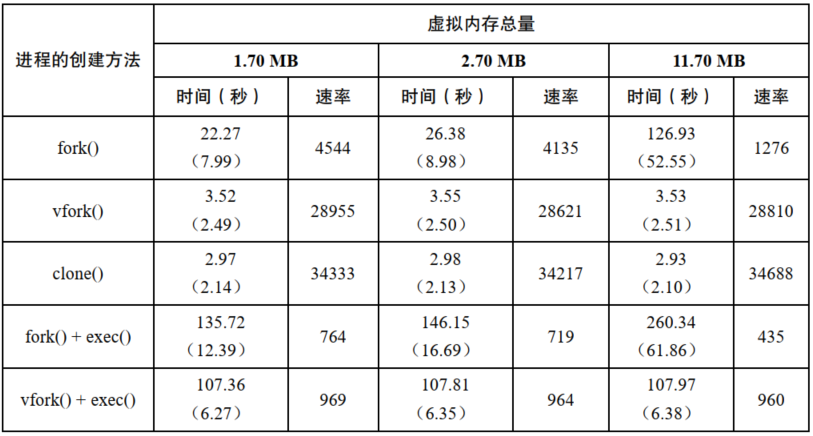 进程的创建方法
虚拟内存总量
1.70 MB 2.70 MB 11.70 MB
时间（秒） 速率 时间（秒） 速率 时间（秒） 速率
fork() 22.27 （7.99） 4544 26.38 （8.98） 4135 126.93 （52.55） 1276
vfork() 3.52 （2.49） 28955 3.55 （2.50） 28621 3.53 （2.51） 28810
clone() 2.97 （2.14） 34333 2.98 （2.13） 34217 2.93 （2.10） 34688
fork() + exec() 135.72 （12.39） 764 146.15 （16.69） 719 260.34 （61.86） 435
vfork() + exec() 107.36 （6.27） 969 107.81 （6.35） 964 107.97 （6.38） 960